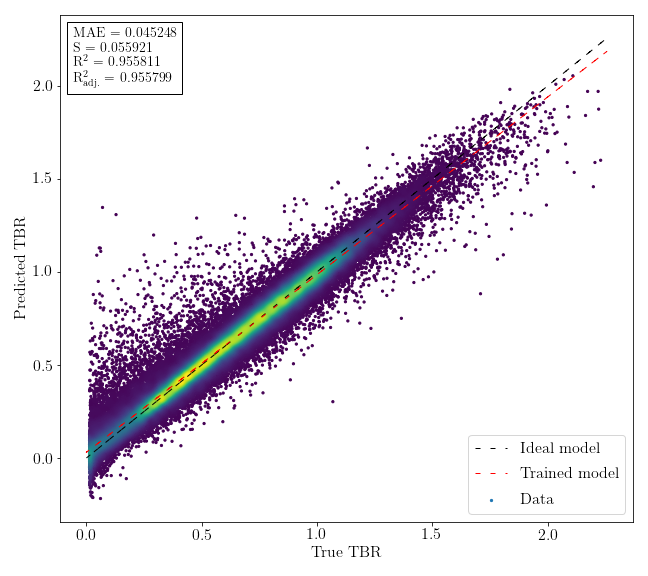 MAE = 0.045248
S = 0.055921
R² = 0.955811
R²adj. = 0.955799
2.0
1.5
1.0
0.5
0.0
Predicted TBR
Ideal model
Trained model
Data
0.0 0.5 1.0 1.5 2.0
True TBR